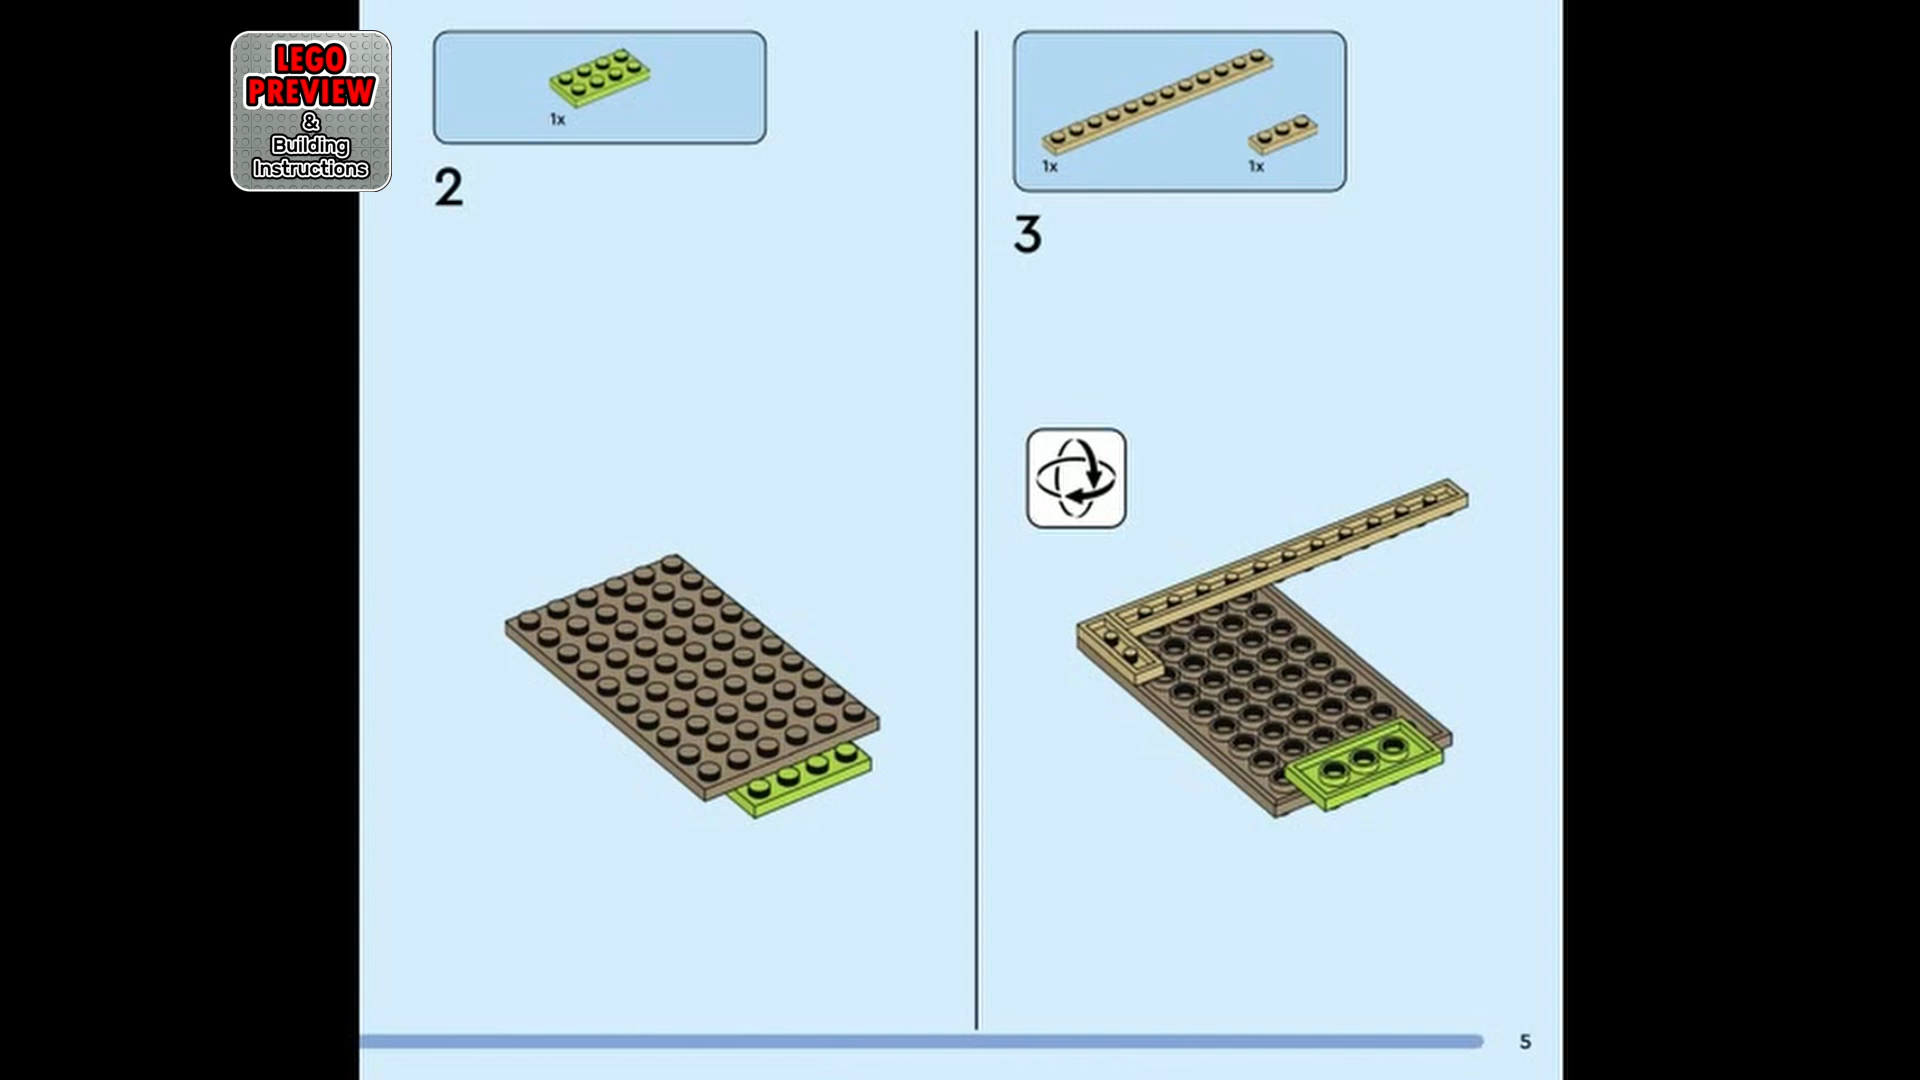 LEGO
PREVIEW
&
Building
Instructions
1x
2
1x
1x
3
5